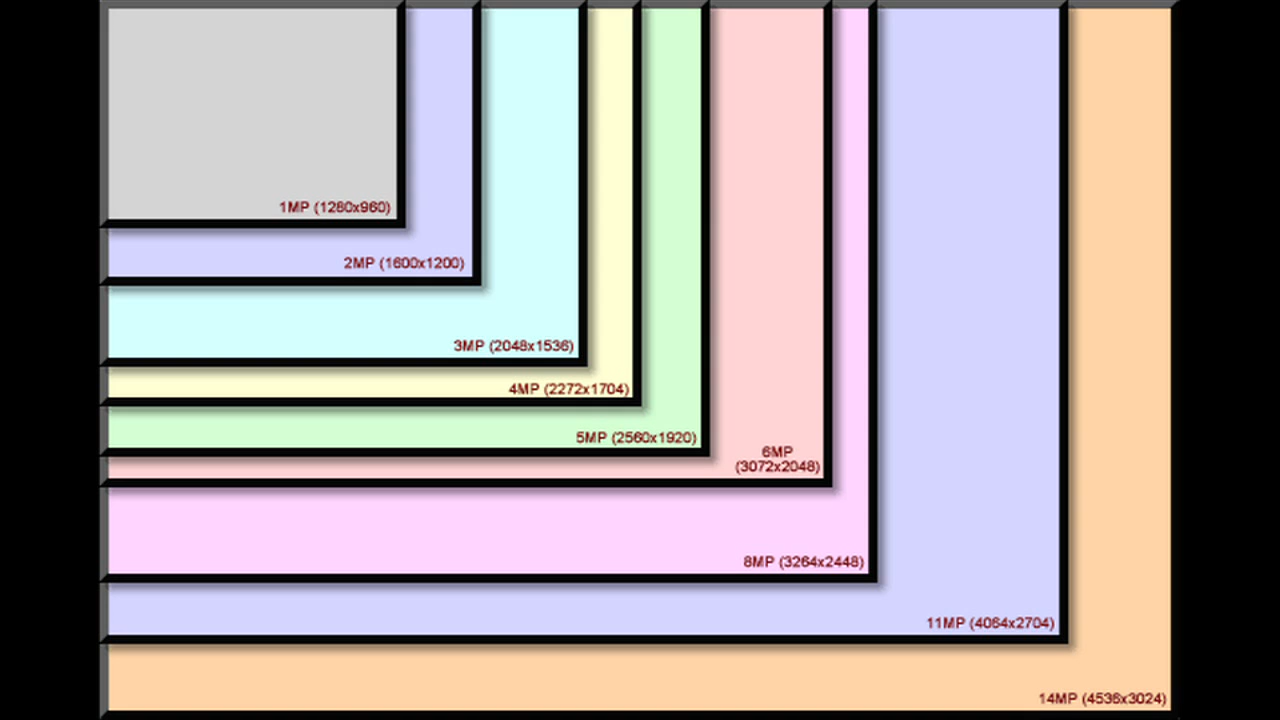 1MP (1280x960)
2MP (1600x1200)
3MP (2048x1536)
4MP (2272x1704)
5MP (2560x1920)
6MP
(3072x2048)
8MP (3264x2448)
11MP (4064x2704)
14MP (4536x3024)